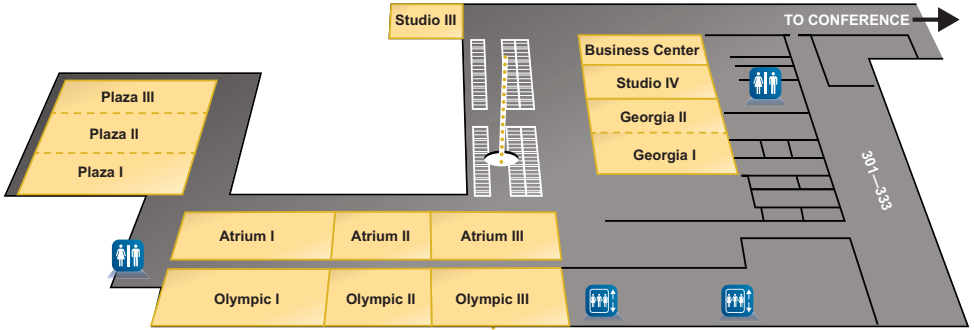 Studio III
TO CONFERENCE
Business Center
Studio IV
Georgia II
Georgia I
Plaza III
Plaza II
Plaza I
301—333
Atrium I
Atrium II
Atrium III
Olympic I
Olympic II
Olympic III